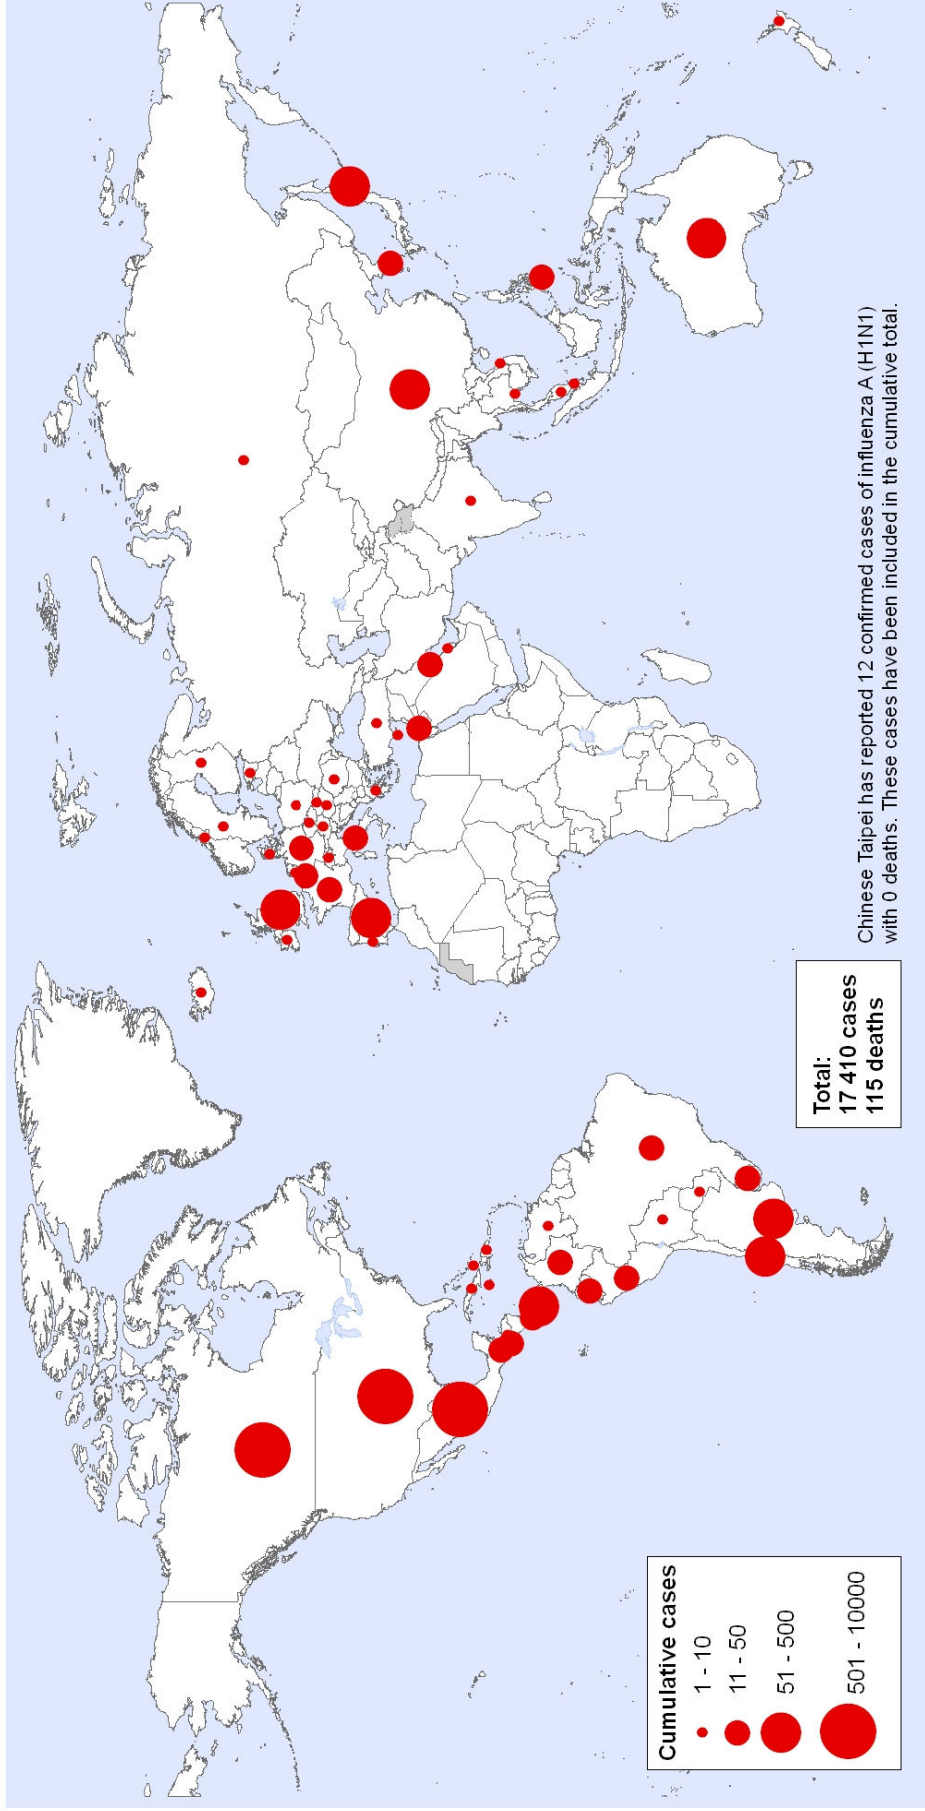 Cumulative cases
1 - 10
11 - 50
51 - 500
501 - 10000
Total:
17 410 cases
115 deaths
Chinese Taipei has reported 12 confirmed cases of influenza A (H1N1)
with 0 deaths. These cases have been included in the cumulative total.